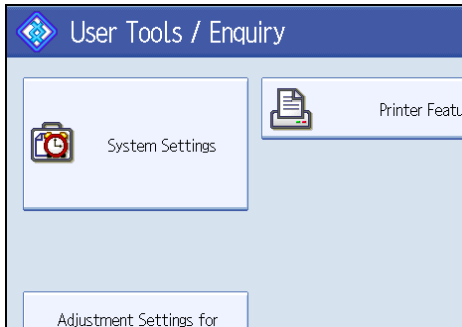 User Tools / Enquiry
System Settings
Printer Featu
Adjustment Settings for